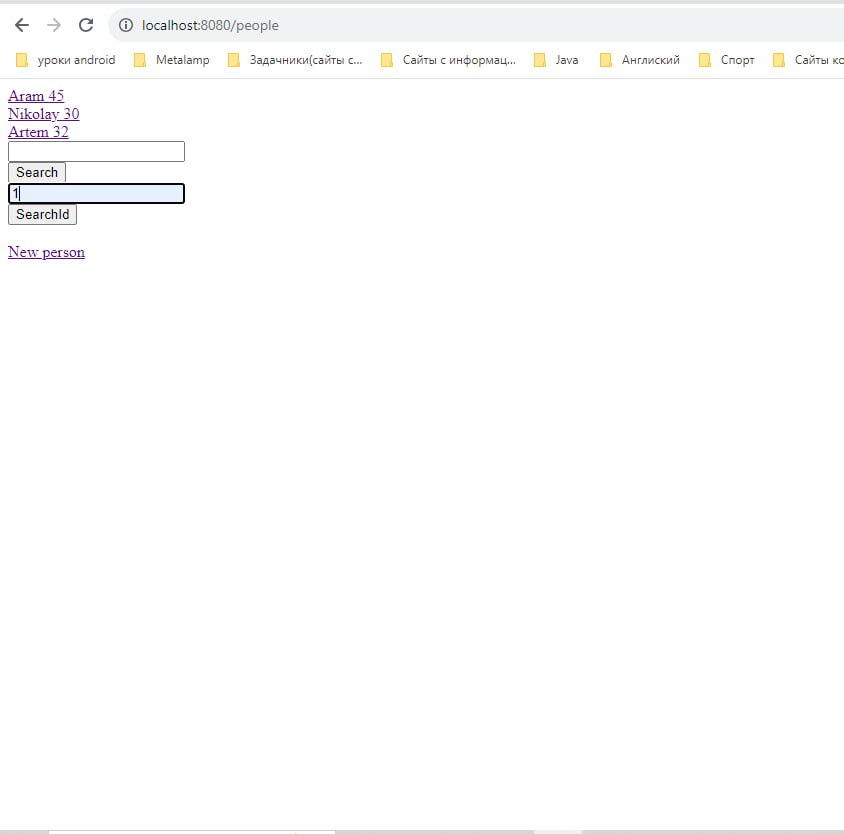 localhost:8080/people
уроки android Metalamp Задачники(сайты с... Сайты с информац... Java Англиский Спорт Сайты ко
Aram 45
Nikolay 30
Artem 32
Search
1
SearchId
New person